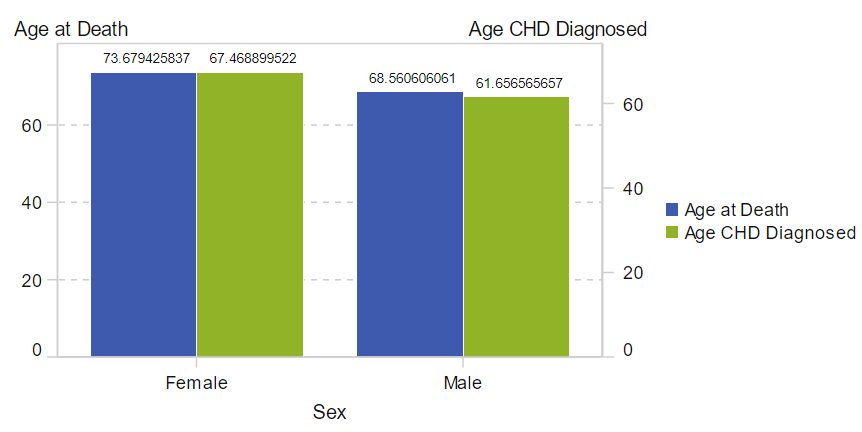 Age at Death
Age CHD Diagnosed
73.679425837
67.468899522
68.560606061
61.656565657
60
40
20
0
60
40
20
0
Age at Death
Age CHD Diagnosed
Female
Male
Sex